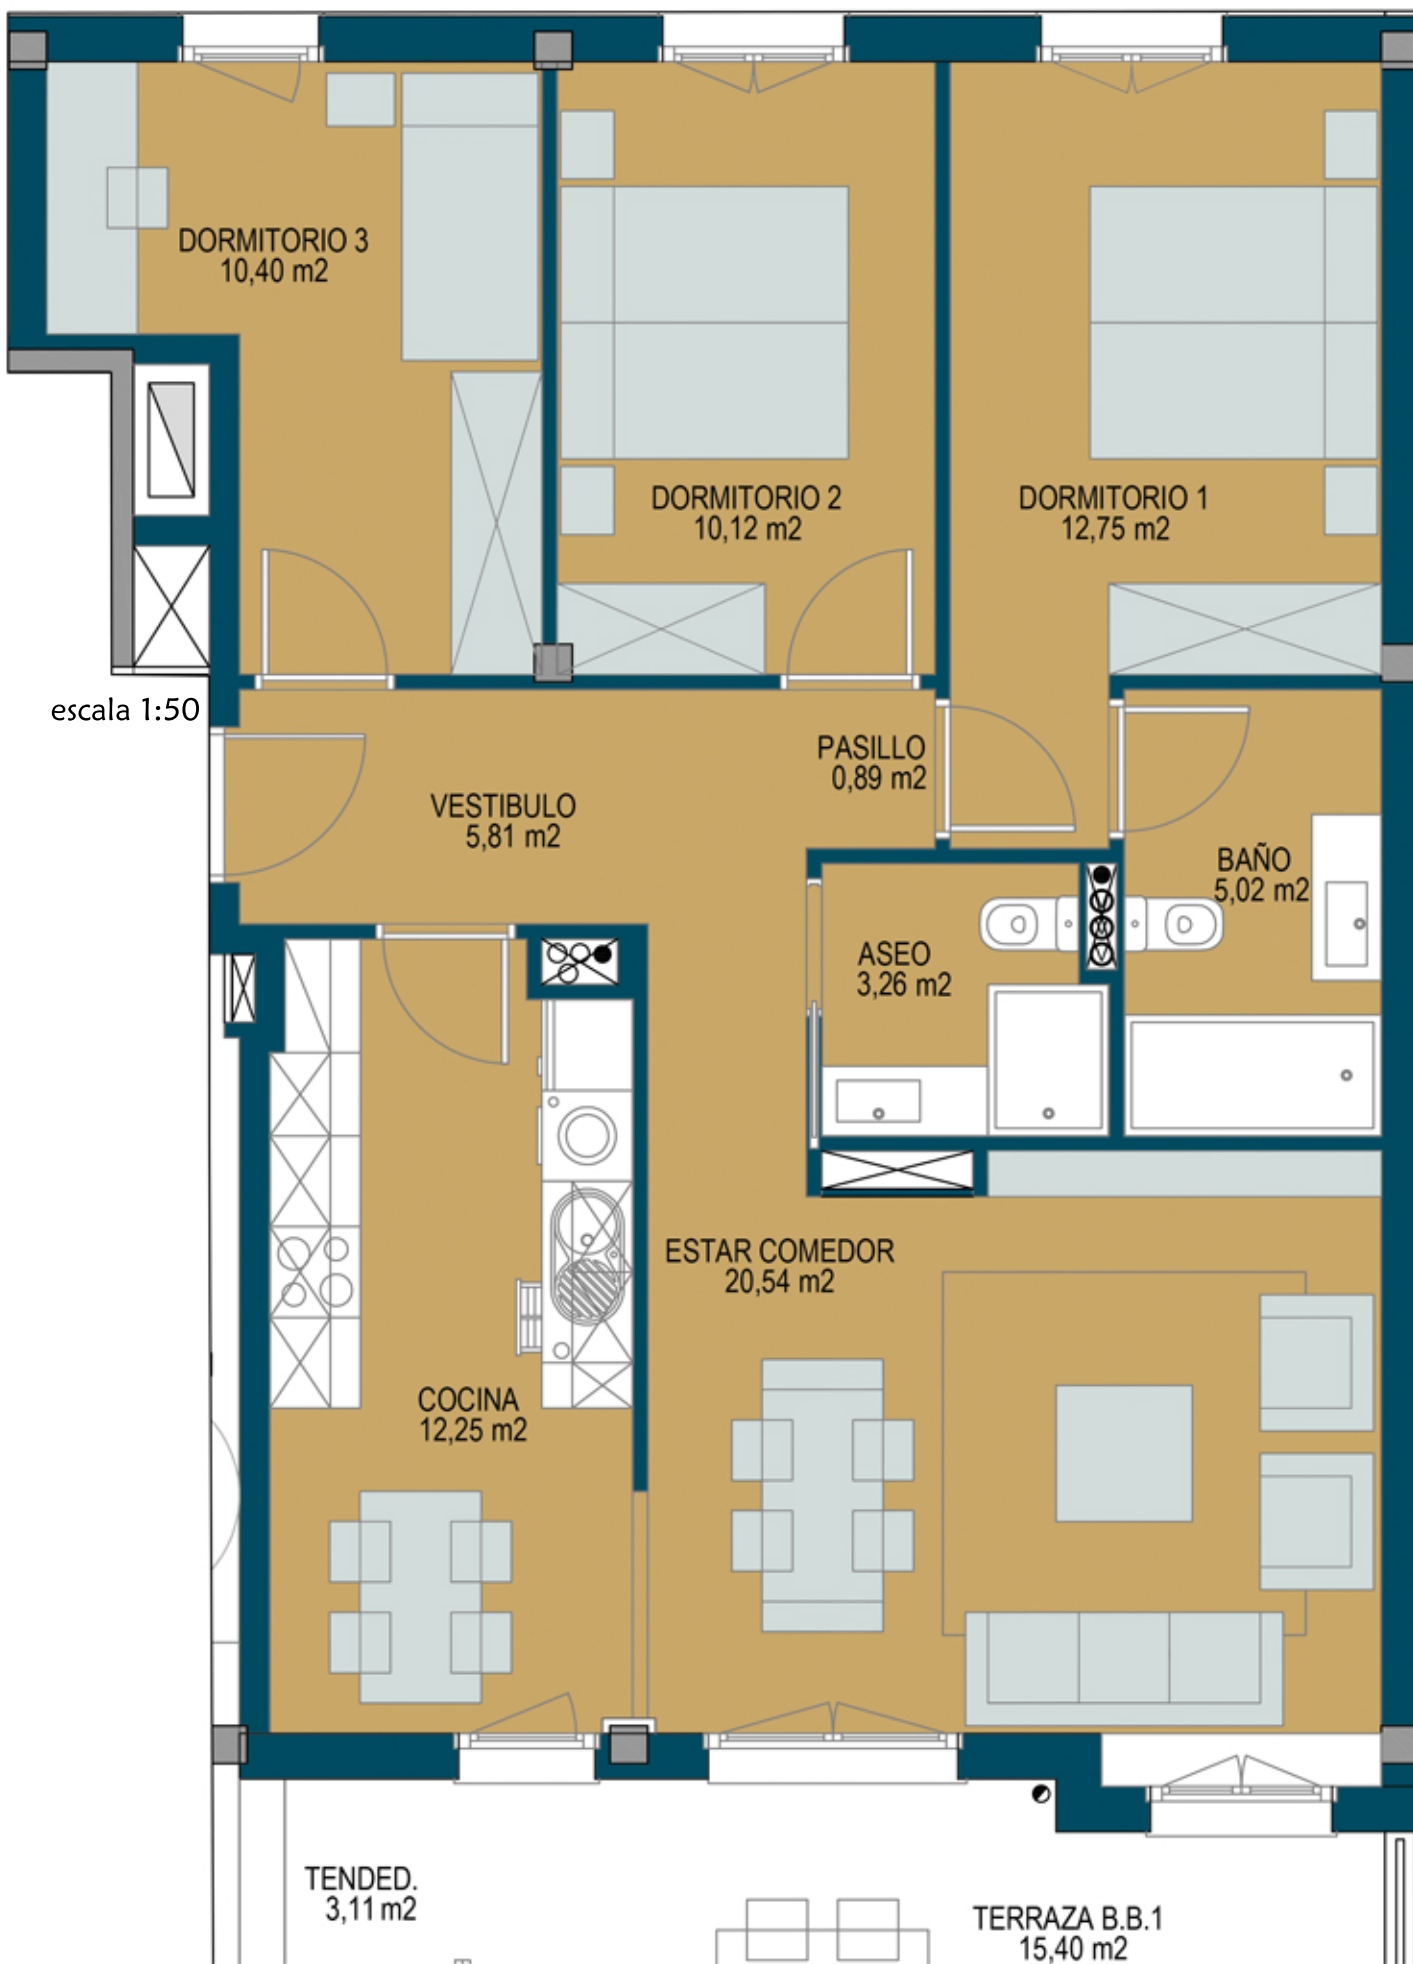 DORMITORIO 3
10,40 m2
DORMITORIO 2
10,12 m2
DORMITORIO 1
12,75 m2
escala 1:50
PASILLO
0,89 m2
VESTIBULO
5,81 m2
BAÑO
5,02 m2
ASEO
3,26 m2
ESTAR COMEDOR
20,54 m2
COCINA
12,25 m2
TENDED.
3,11 m2
TERRAZA B.B.1
15,40 m2